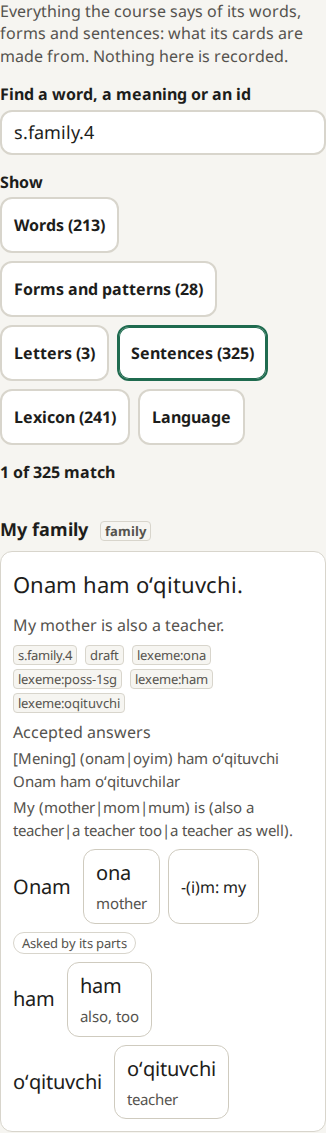 Everything the course says of its words,
forms and sentences: what its cards are
made from. Nothing here is recorded.
Find a word, a meaning or an id
s.family.4
Show
Words (213)
Forms and patterns (28)
Letters (3) Sentences (325)
Lexicon (241) Language
1 of 325 match
My family family
Onam ham oʻqituvchi.
My mother is also a teacher.
s.family.4 draft lexeme:ona
lexeme:poss-1sg lexeme:ham
lexeme:oqituvchi
Accepted answers
[Mening] (onam|oyim) ham oʻqituvchi
Onam ham oʻqituvchilar
My (mother|mom|mum) is (also a
teacher|a teacher too|a teacher as well).
Onam ona -(i)m: my
mother
Asked by its parts
ham ham
also, too
oʻqituvchi oʻqituvchi
teacher